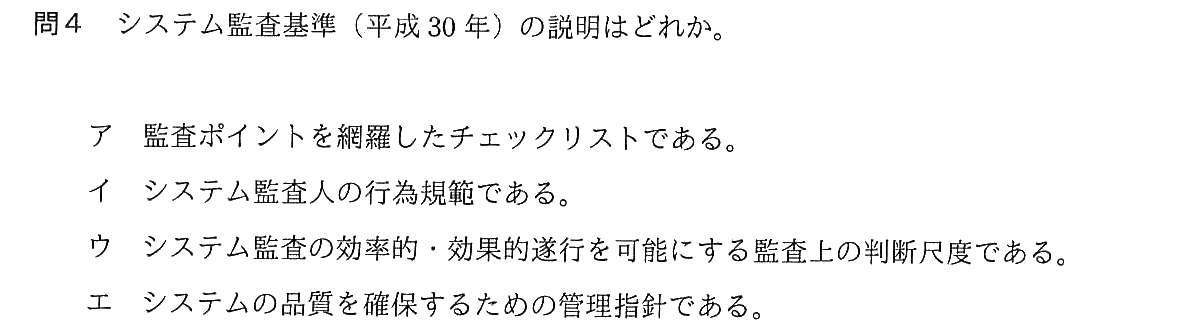 問4　システム監査基準（平成 30 年）の説明はどれか。
ア　監査ポイントを網羅したチェックリストである。
イ　システム監査人の行為規範である。
ウ　システム監査の効率的・効果的遂行を可能にする監査上の判断尺度である。
エ　システムの品質を確保するための管理指針である。